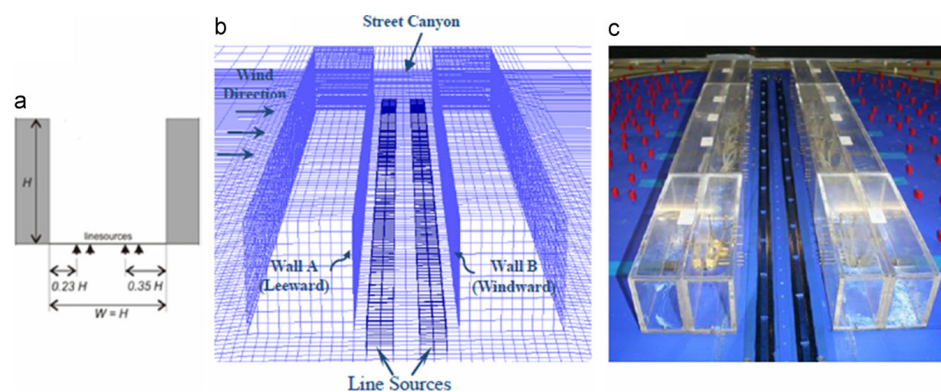 a
H
linesources
0.23 H
0.35 H
W = H
b
Street Canyon
Wind
Direction
Wall A
(Leeward)
Wall B
(Windward)
Line Sources
c